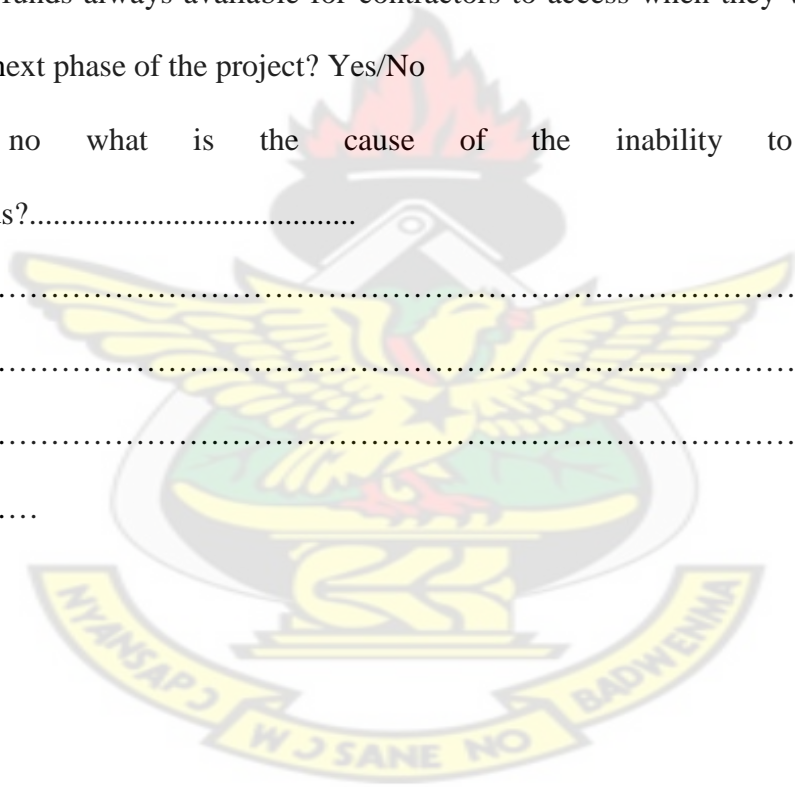 funds always available for contractors to access when they
next phase of the project? Yes/No
no what is the cause of the inability to
s?........................................
……………………………………………………………………………………
……………………………………………………………………………………
……………………………………………………………………………………
….
NYANSAPƆ WƆ SANE NO BADWENMA